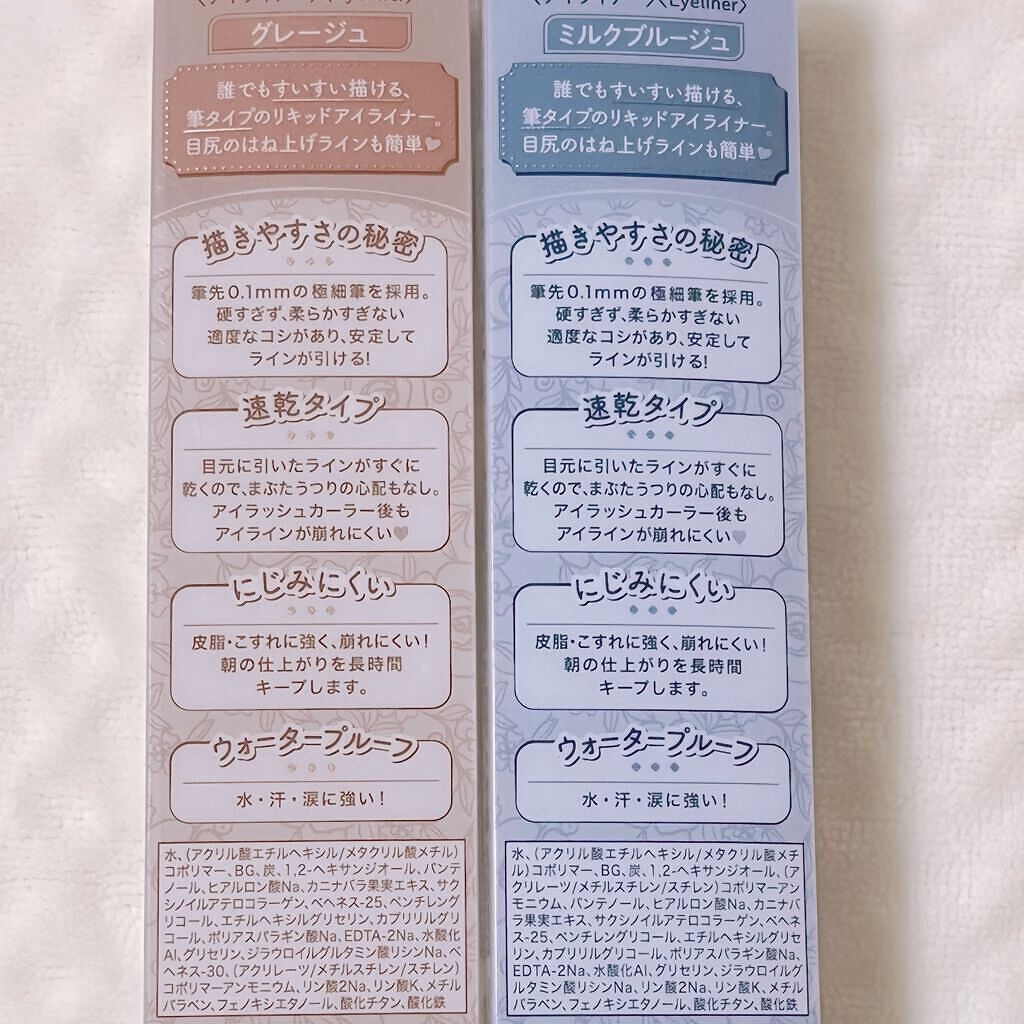 グレージュ
誰でもすいすい描ける、
筆タイプのリキッドアイライナー。
目尻のはね上げラインも簡単♥
描きやすさの秘密
筆先0.1mmの極細筆を採用。
硬すぎず、柔らかすぎない
適度なコシがあり、安定して
ラインが引ける!
速乾タイプ
目元に引いたラインがすぐに
乾くので、まぶたうつりの心配もなし。
アイラッシュカーラー後も
アイラインが崩れにくい♥
にじみにくい
皮脂・こすれに強く、崩れにくい!
朝の仕上がりを長時間
キープします。
ウォータープルーフ
水・汗・涙に強い!
水、(アクリル酸エチルヘキシル/メタクリル酸メチル)
コポリマー、BG、炭、1,2-ヘキサンジオール、パンテ
ノール、ヒアルロン酸Na、カニナバラ果実エキス、サク
シノイルアテロコラーゲン、ベヘネス-25、ペンチレング
リコール、エチルヘキシルグリセリン、カプリリルグリ
コール、ポリアスパラギン酸Na、EDTA-2Na、水酸化
Al、グリセリン、ジラウロイルグルタミン酸リシンNa、ベ
ヘネス-30、(アクリレーツ/メチルスチレン/スチレン)
コポリマーアンモニウム、リン酸2Na、リン酸K、メチル
パラベン、フェノキシエタノール、酸化チタン、酸化鉄
Eyeliner〉
ミルクブルージュ
誰でもすいすい描ける、
筆タイプのリキッドアイライナー。
目尻のはね上げラインも簡単♥
描きやすさの秘密
筆先0.1mmの極細筆を採用。
硬すぎず、柔らかすぎない
適度なコシがあり、安定して
ラインが引ける!
速乾タイプ
目元に引いたラインがすぐに
乾くので、まぶたうつりの心配もなし。
アイラッシュカーラー後も
アイラインが崩れにくい♥
にじみにくい
皮脂・こすれに強く、崩れにくい!
朝の仕上がりを長時間
キープします。
ウォータープルーフ
水・汗・涙に強い!
水、(アクリル酸エチルヘキシル/メタクリル酸メチ
ル)コポリマー、BG、炭、1,2-ヘキサンジオール、(ア
クリレーツ/メチルスチレン/スチレン)コポリマーアン
モニウム、パンテノール、ヒアルロン酸Na、カニナバ
ラ果実エキス、サクシノイルアテロコラーゲン、ベヘネ
ス-25、ペンチレングリコール、エチルヘキシルグリセ
リン、カプリリルグリコール、ポリアスパラギン酸Na、
EDTA-2Na、水酸化Al、グリセリン、ジラウロイルグ
ルタミン酸リシンNa、リン酸2Na、リン酸K、メチル
パラベン、フェノキシエタノール、酸化チタン、酸化鉄